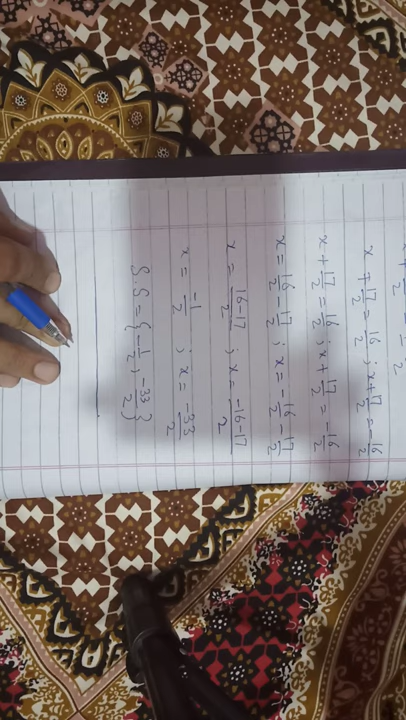 x + 17/2 = 16/2 ; x + 17/2 = -16/2
x + 17/2 = 16/2 ; x + 17/2 = -16/2
x = 16/2 - 17/2 ; x = -16/2 - 17/2
x = 16-17/2 ; x = -16-17/2
x = -1/2 ; x = -33/2
S.S = {-1/2, -33/2}